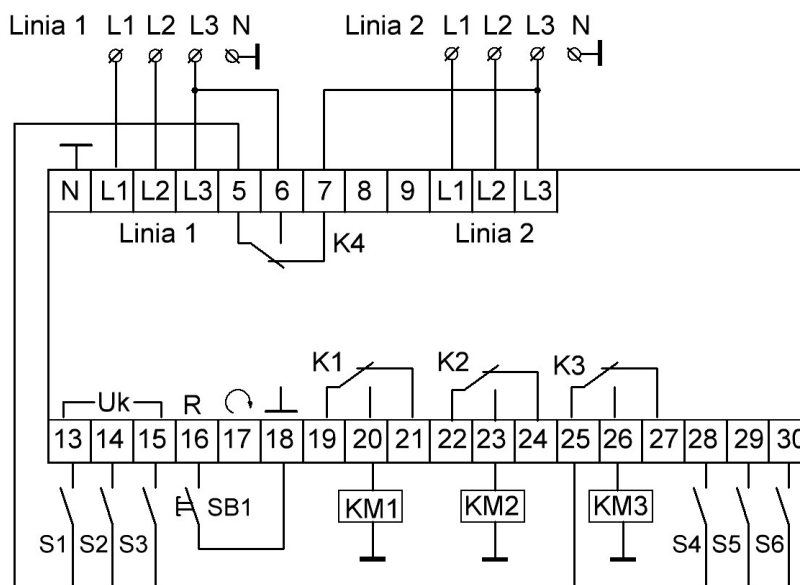 Linia 1 L1 L2 L3 N Linia 2 L1 L2 L3 N
N L1 L2 L3 5 6 7 8 9 L1 L2 L3
Linia 1 K4 Linia 2
K1 K2 K3
Uk R
13 14 15 16 17 18 19 20 21 22 23 24 25 26 27 28 29 30
SB1 KM1 KM2 KM3
S1 S2 S3 S4 S5 S6